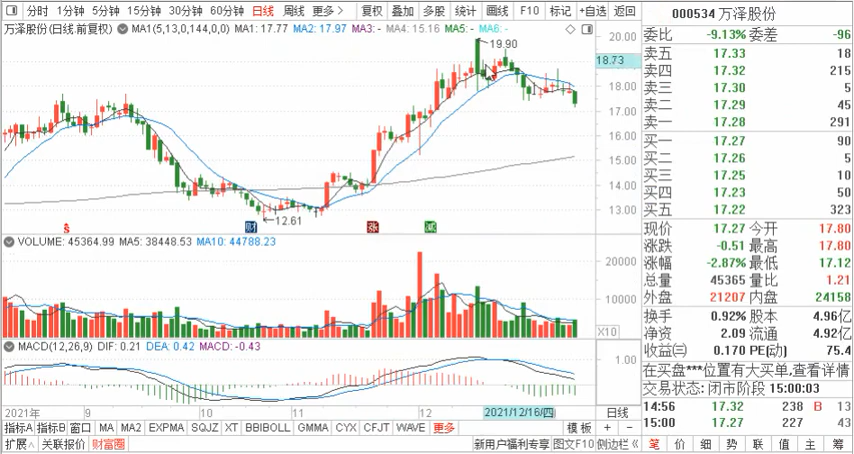 分时 1分钟 5分钟 15分钟 30分钟 60分钟 日线 周线 更多 复权 叠加 多股 统计 画线 F10 标记 +自选 返回
000534 万泽股份
万泽股份(日线.前复权) MA1(5,13,0,144,0,0) MA1: 17.77 MA2: 17.97 MA3: - MA4: 15.16 MA5: - MA6: -
20.00
19.90
18.73
18.00
17.00
16.00
15.00
14.00
13.00
12.61
$
财
涨
减
VOLUME: 45364.99 MA5: 38448.53 MA10: 44788.23
20000
10000
X10
MACD(12,26,9) DIF: 0.21 DEA: 0.42 MACD: -0.43
1.00
2021年 9 10 11 12 2021/12/16/四 日线
指标A 指标B 窗口 MA MA2 EXPMA SQJZ XT BBIBOLL GMMA CYX CFJT WAVE 更多 模板 + -
扩展∧ 关联报价 财富圈 新用户福利专享 图文F10 侧边栏
委比 -9.13% 委差 -96
卖五 17.33 18
卖四 17.32 215
卖三 17.30 5
卖二 17.29 45
卖一 17.28 291
买一 17.27 90
买二 17.26 5
买三 17.25 10
买四 17.23 50
买五 17.22 323
现价 17.27 今开 17.80
涨跌 -0.51 最高 17.80
涨幅 -2.87% 最低 17.12
总量 45365 量比 1.21
外盘 21207 内盘 24158
换手 0.92% 股本 4.96亿
净资 2.09 流通 4.92亿
收益㈢ 0.170 PE(动) 75.4
在买盘***位置有大买单,查看详情
交易状态: 闭市阶段 15:00:03
14:56 17.32 238 B 13
15:00 17.27 227 43
笔 价 细 势 联 值 主 筹